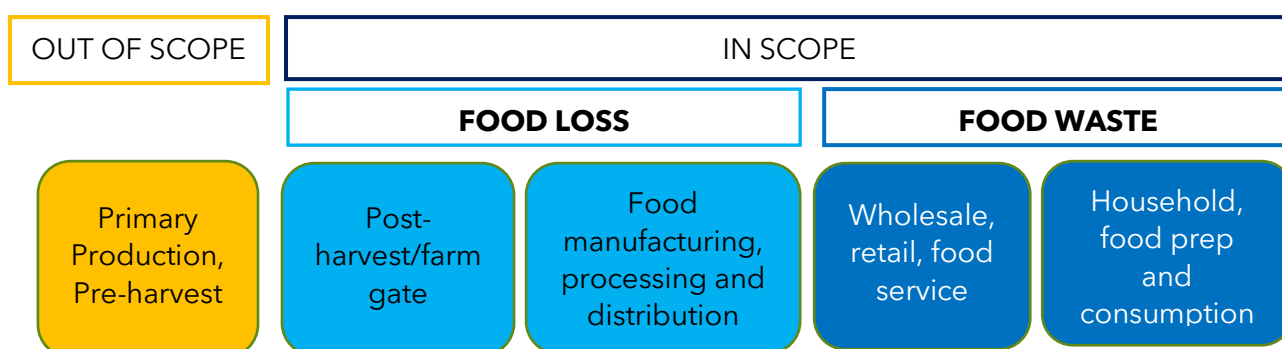 OUT OF SCOPE
IN SCOPE
FOOD LOSS
FOOD WASTE
Primary
Production,
Pre-harvest
Post-
harvest/farm
gate
Food
manufacturing,
processing and
distribution
Wholesale,
retail, food
service
Household,
food prep
and
consumption